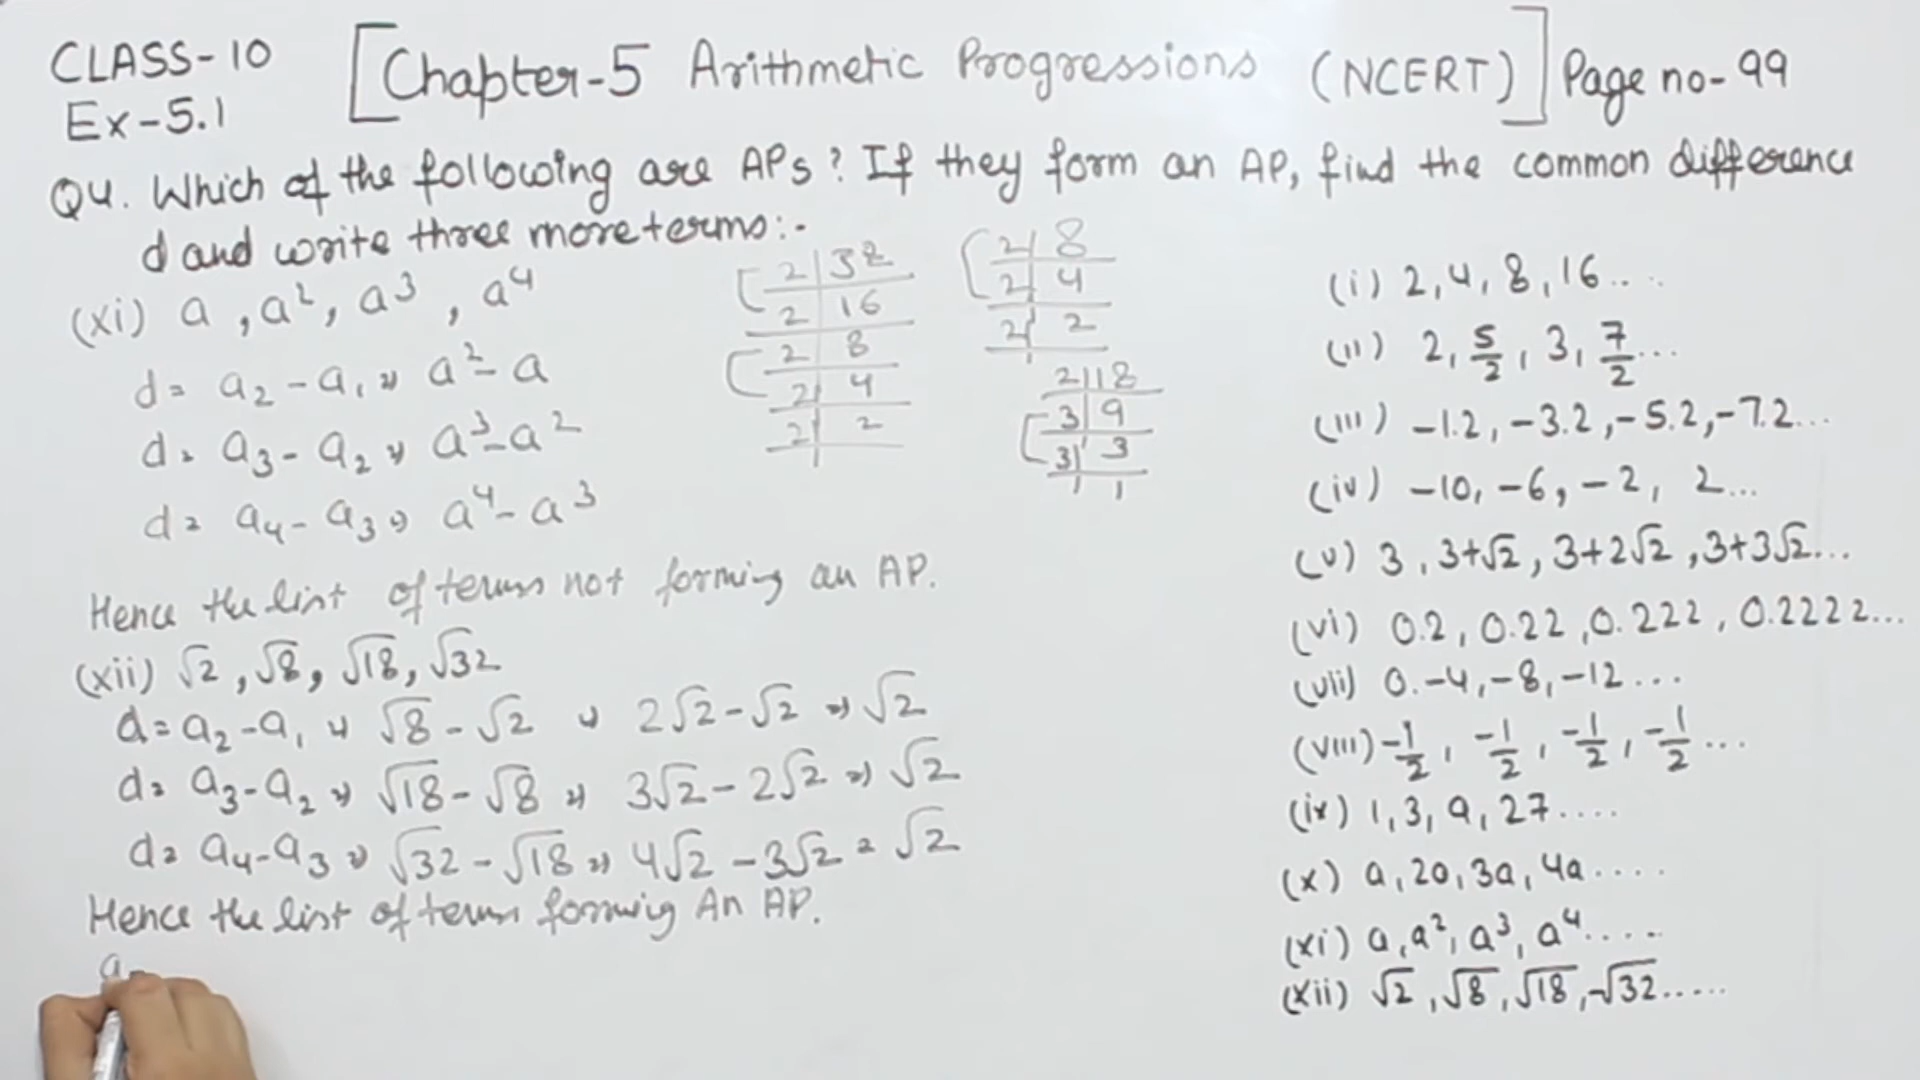 CLASS-10
Ex-5.1
[Chapter-5 Arithmetic Progressions (NCERT)] Page no-99
Q4. Which of the following are APs? If they form an AP, find the common difference
d and write three more terms:-
(xi) a, a², a³, a⁴
d = a₂ - a₁ ⇒ a² - a
d = a₃ - a₂ ⇒ a³ - a²
d = a₄ - a₃ ⇒ a⁴ - a³
Hence the list of terms not forming an AP.
(xii) √2, √8, √18, √32
d = a₂ - a₁ ⇒ √8 - √2 ⇒ 2√2 - √2 ⇒ √2
d = a₃ - a₂ ⇒ √18 - √8 ⇒ 3√2 - 2√2 ⇒ √2
d = a₄ - a₃ ⇒ √32 - √18 ⇒ 4√2 - 3√2 = √2
Hence the list of terms forming An AP.
a
2 | 32
2 | 16
2 | 8
2 | 4
2 | 2
2 | 8
2 | 4
2 | 2
2 | 18
3 | 9
3 | 3
1
(i) 2, 4, 8, 16....
(ii) 2, 5/2, 3, 7/2...
(iii) -1.2, -3.2, -5.2, -7.2...
(iv) -10, -6, -2, 2...
(v) 3, 3+√2, 3+2√2, 3+3√2...
(vi) 0.2, 0.22, 0.222, 0.2222...
(vii) 0.-4, -8, -12...
(viii) -1/2, -1/2, -1/2, -1/2...
(ix) 1, 3, 9, 27....
(x) a, 2a, 3a, 4a....
(xi) a, a², a³, a⁴....
(xii) √2, √8, √18, √32.....